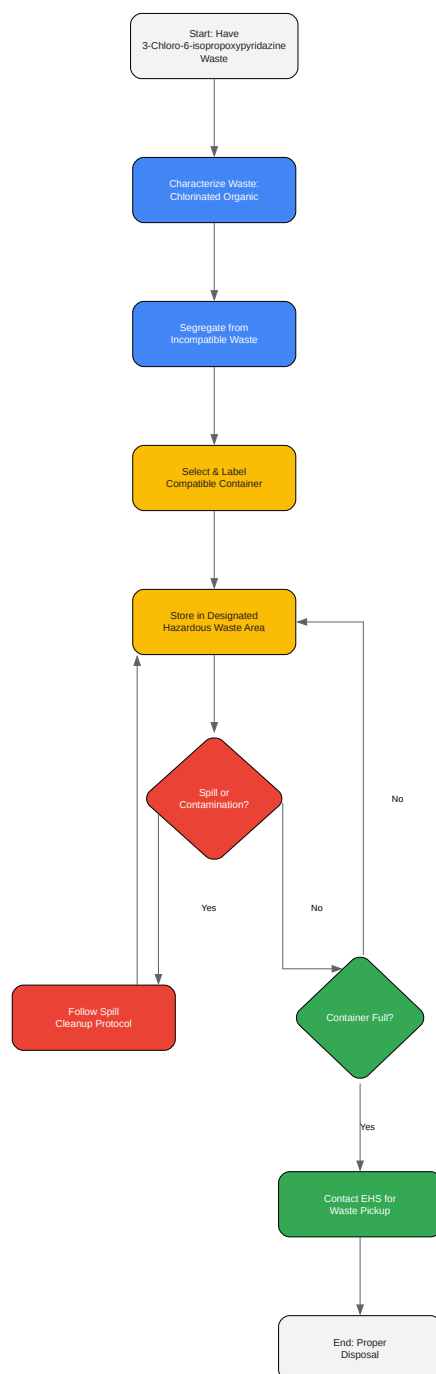 Start: Have
3-Chloro-6-isopropoxypyridazine
Waste
Characterize Waste:
Chlorinated Organic
Segregate from
Incompatible Waste
Select & Label
Compatible Container
Store in Designated
Hazardous Waste Area
Spill or
Contamination?
No
Yes
No
Follow Spill
Cleanup Protocol
Container Full?
Yes
Contact EHS for
Waste Pickup
End: Proper
Disposal